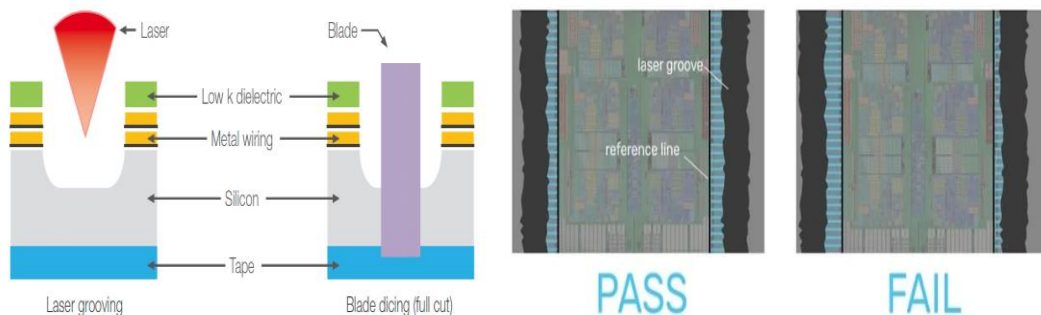 Laser
Blade
Low k dielectric
Metal wiring
Silicon
Tape
Laser grooving
Blade dicing (full cut)
laser groove
reference line
PASS
FAIL